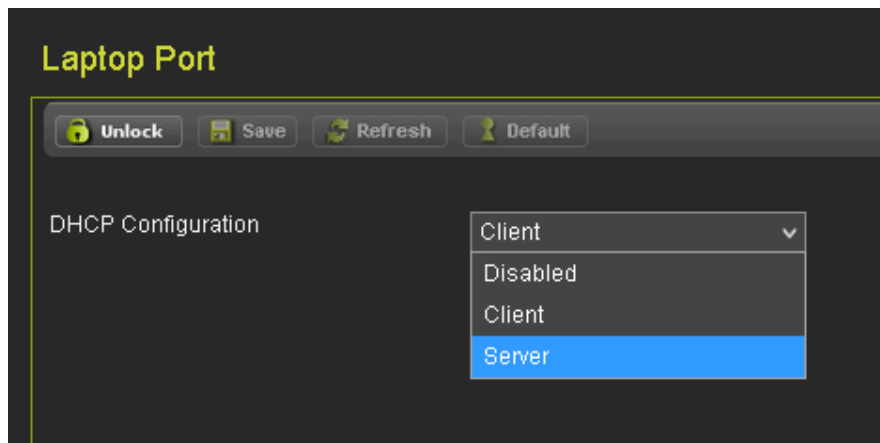 Laptop Port
Unlock Save Refresh Default
DHCP Configuration Client
Disabled
Client
Server